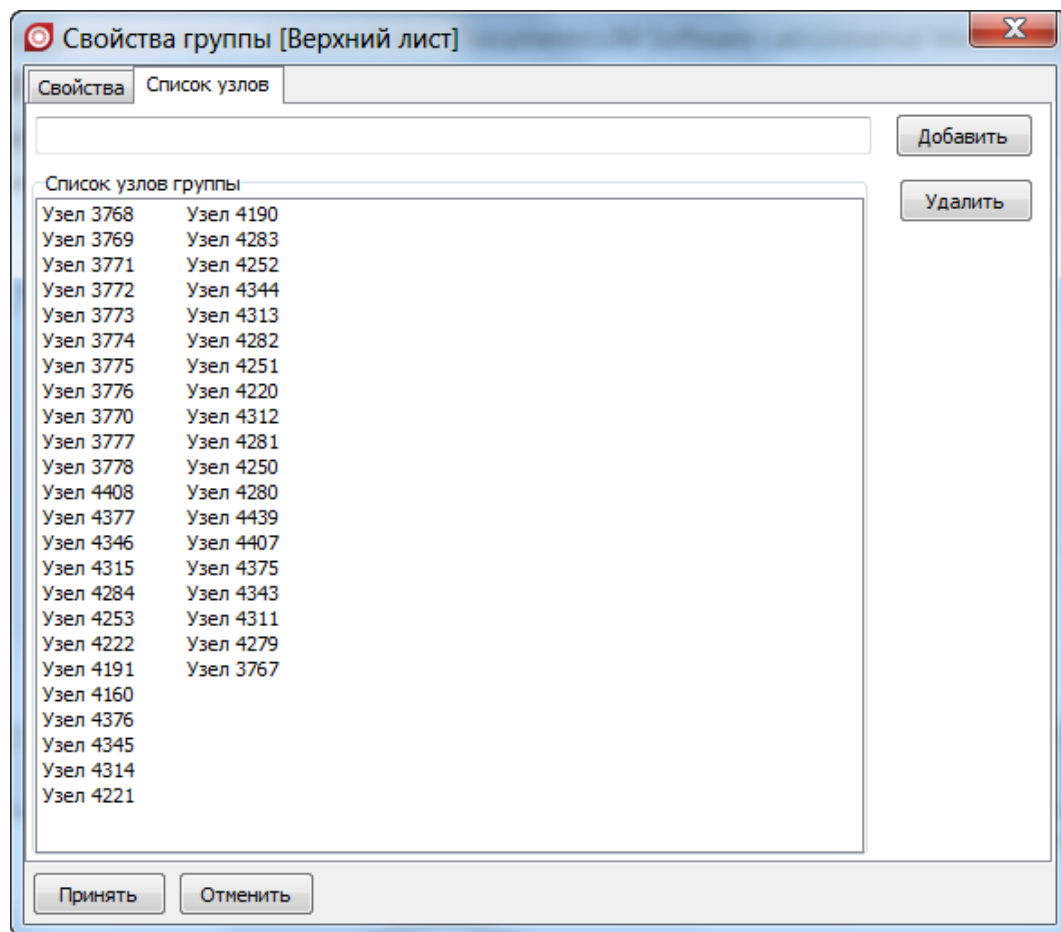 Свойства группы [Верхний лист]
Свойства Список узлов
Добавить
Список узлов группы
Удалить
Узел 3768 Узел 4190
Узел 3769 Узел 4283
Узел 3771 Узел 4252
Узел 3772 Узел 4344
Узел 3773 Узел 4313
Узел 3774 Узел 4282
Узел 3775 Узел 4251
Узел 3776 Узел 4220
Узел 3770 Узел 4312
Узел 3777 Узел 4281
Узел 3778 Узел 4250
Узел 4408 Узел 4280
Узел 4377 Узел 4439
Узел 4346 Узел 4407
Узел 4315 Узел 4375
Узел 4284 Узел 4343
Узел 4253 Узел 4311
Узел 4222 Узел 4279
Узел 4191 Узел 3767
Узел 4160
Узел 4376
Узел 4345
Узел 4314
Узел 4221
Принять Отменить